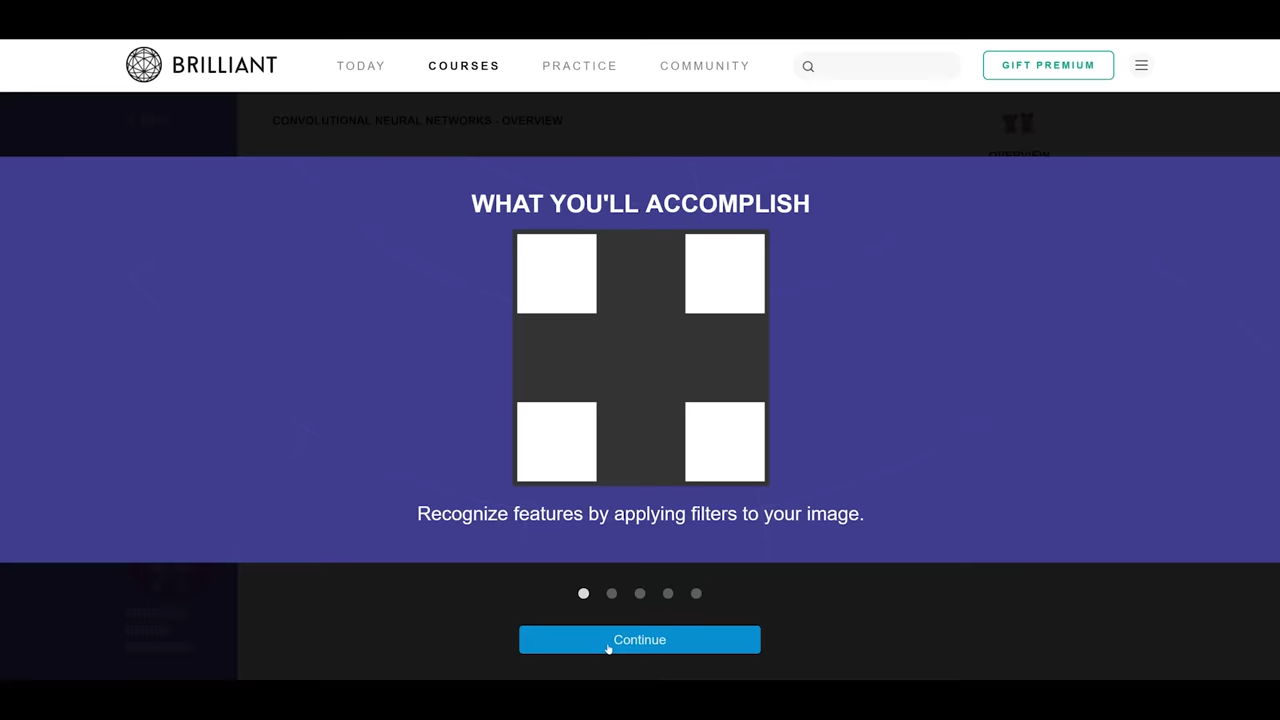 BRILLIANT
TODAY
COURSES
PRACTICE
COMMUNITY
GIFT PREMIUM
CONVOLUTIONAL NEURAL NETWORKS - OVERVIEW
OVERVIEW
WHAT YOU'LL ACCOMPLISH
Recognize features by applying filters to your image.
Continue